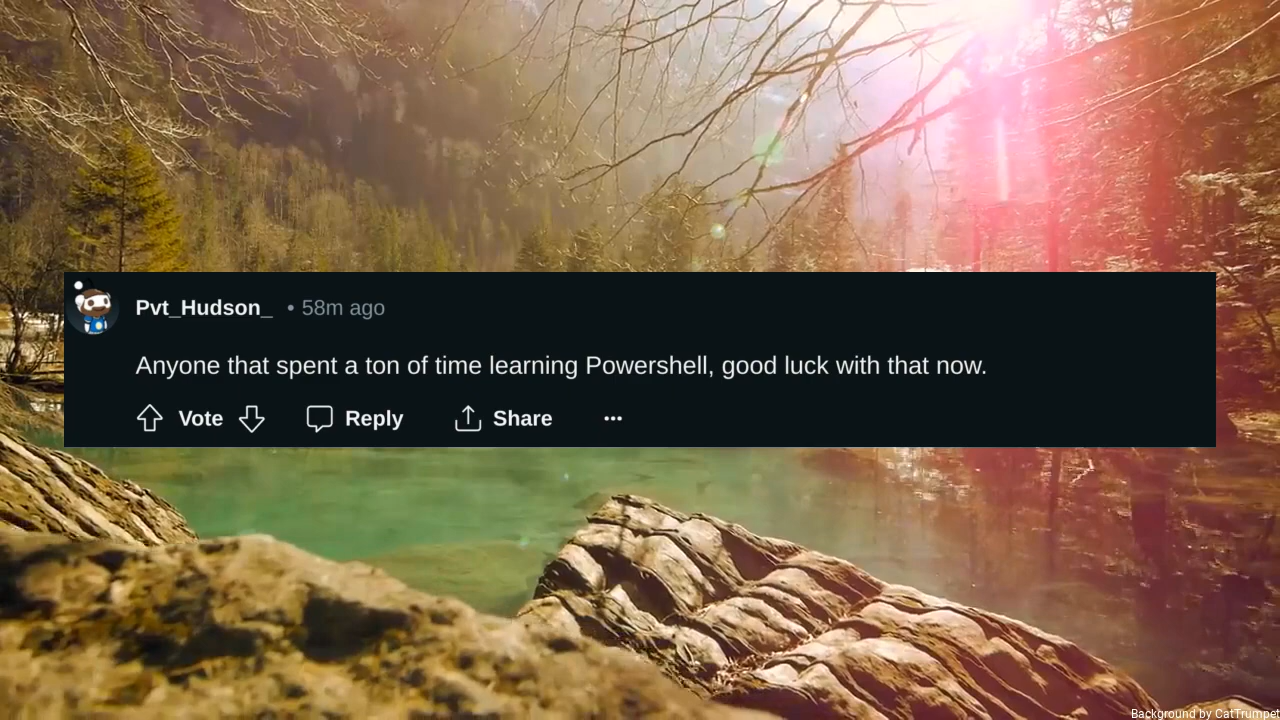 Pvt_Hudson_ • 58m ago
Anyone that spent a ton of time learning Powershell, good luck with that now.
Vote Reply Share ...
Background by CatTrumpet